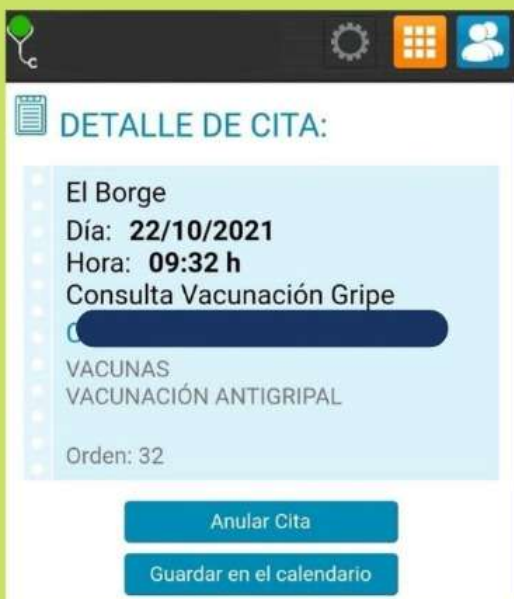 DETALLE DE CITA:
El Borge
Día: 22/10/2021
Hora: 09:32 h
Consulta Vacunación Gripe
VACUNAS
VACUNACIÓN ANTIGRIPAL
Orden: 32
Anular Cita
Guardar en el calendario